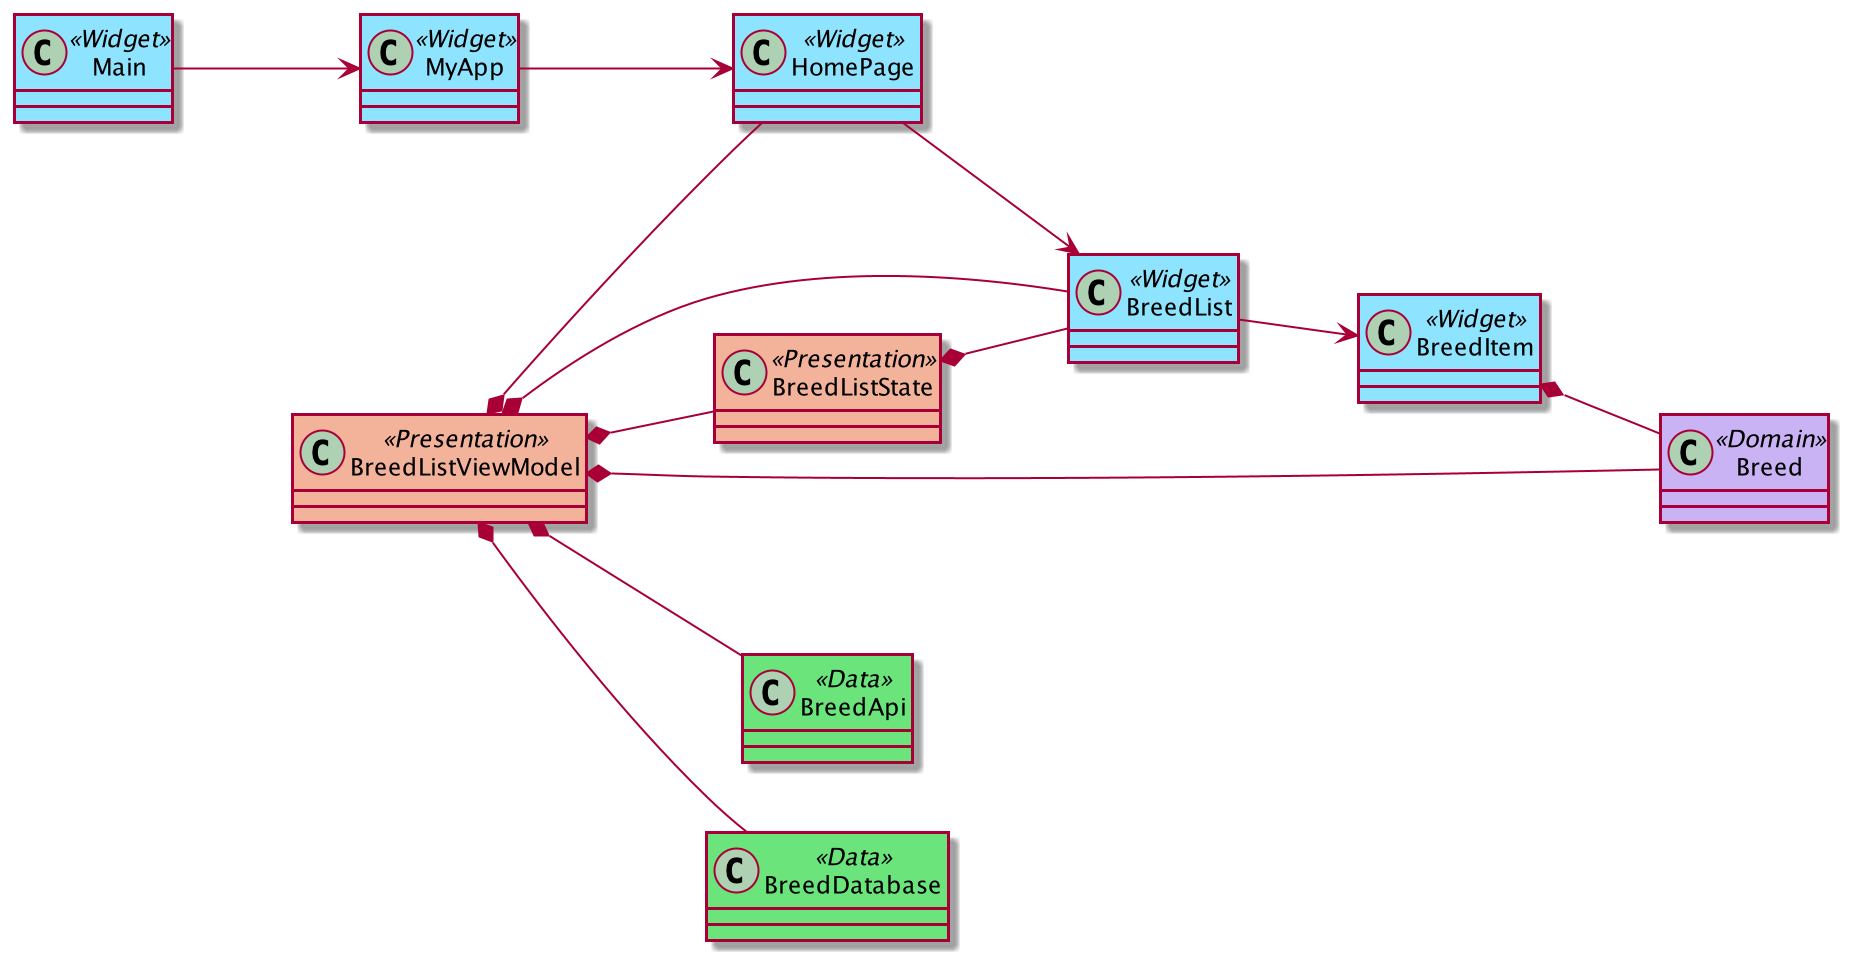 C
«Widget»
Main
C
«Widget»
MyApp
C
«Widget»
HomePage
C
«Widget»
BreedList
C
«Widget»
BreedItem
C
«Presentation»
BreedListState
C
«Presentation»
BreedListViewModel
C
«Domain»
Breed
C
«Data»
BreedApi
C
«Data»
BreedDatabase